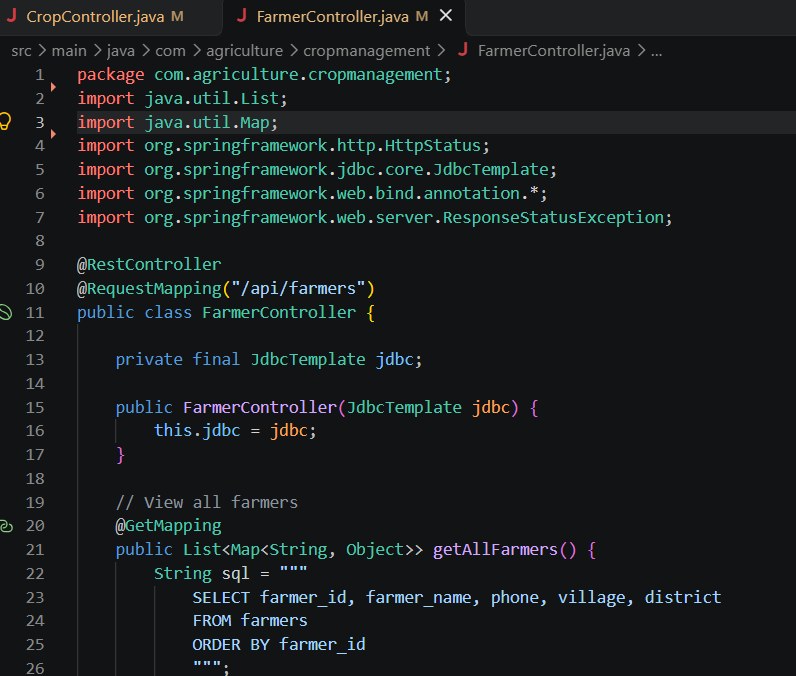 CropController.java M
FarmerController.java M
src > main > java > com > agriculture > cropmanagement > FarmerController.java > ...
1 package com.agriculture.cropmanagement;
2 import java.util.List;
3 import java.util.Map;
4 import org.springframework.http.HttpStatus;
5 import org.springframework.jdbc.core.JdbcTemplate;
6 import org.springframework.web.bind.annotation.*;
7 import org.springframework.web.server.ResponseStatusException;
8
9 @RestController
10 @RequestMapping("/api/farmers")
11 public class FarmerController {
12
13     private final JdbcTemplate jdbc;
14
15     public FarmerController(JdbcTemplate jdbc) {
16         this.jdbc = jdbc;
17     }
18
19     // View all farmers
20     @GetMapping
21     public List<Map<String, Object>> getAllFarmers() {
22         String sql = """
23             SELECT farmer_id, farmer_name, phone, village, district
24             FROM farmers
25             ORDER BY farmer_id
26             """;